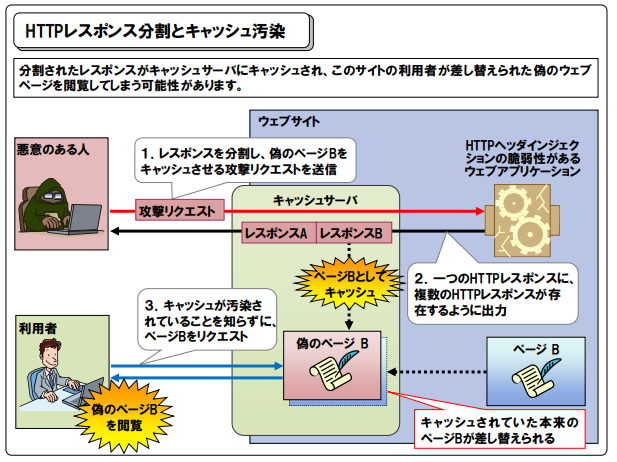 HTTPレスポンス分割とキャッシュ汚染
分割されたレスポンスがキャッシュサーバにキャッシュされ、このサイトの利用者が差し替えられた偽のウェブ
ページを閲覧してしまう可能性があります。
ウェブサイト
悪意のある人
1．レスポンスを分割し、偽のページBを
キャッシュさせる攻撃リクエストを送信
HTTPヘッダインジェ
クションの脆弱性がある
ウェブアプリケーション
キャッシュサーバ
攻撃リクエスト
レスポンスA
レスポンスB
ページBとして
キャッシュ
2．一つのHTTPレスポンスに、
複数のHTTPレスポンスが存
在するように出力
3．キャッシュが汚染さ
れていることを知らずに、
ページBをリクエスト
利用者
偽のページ B
ページ B
偽のページB
を閲覧
キャッシュされていた本来の
ページBが差し替えられる